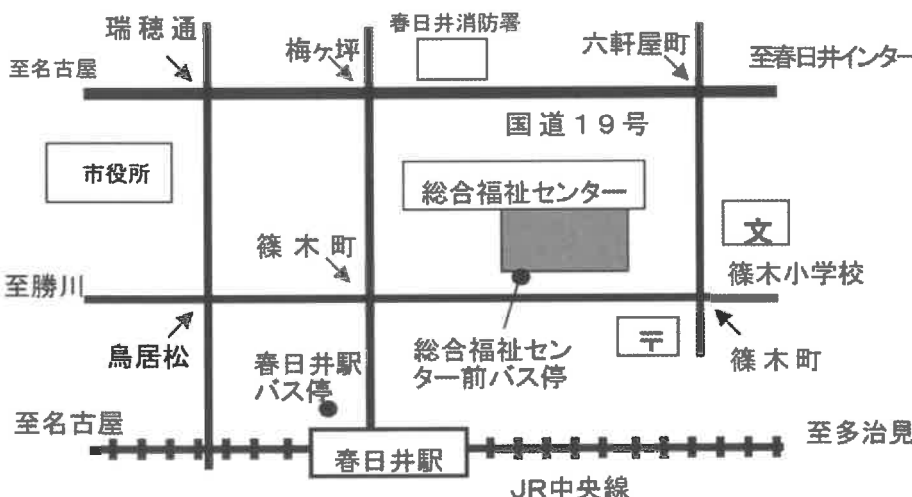 瑞穂通
梅ヶ坪
春日井消防署
六軒屋町
至名古屋
至春日井インター
国道19号
市役所
総合福祉センター
文
篠木町
至勝川
篠木小学校
鳥居松
春日井駅
バス停
総合福祉セン
ター前バス停
〒
篠木町
至名古屋
春日井駅
至多治見
JR中央線